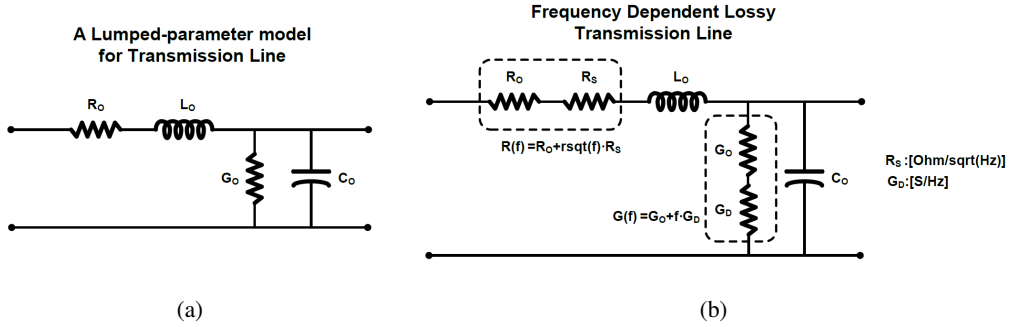 A Lumped-parameter model
for Transmission Line
Ro
Lo
Go
Co
(a)
Frequency Dependent Lossy
Transmission Line
Ro
Rs
Lo
R(f)=Ro+rsqt(f)·Rs
Go
GD
G(f)=Go+f·GD
Co
Rs:[Ohm/sqrt(Hz)]
GD:[S/Hz]
(b)